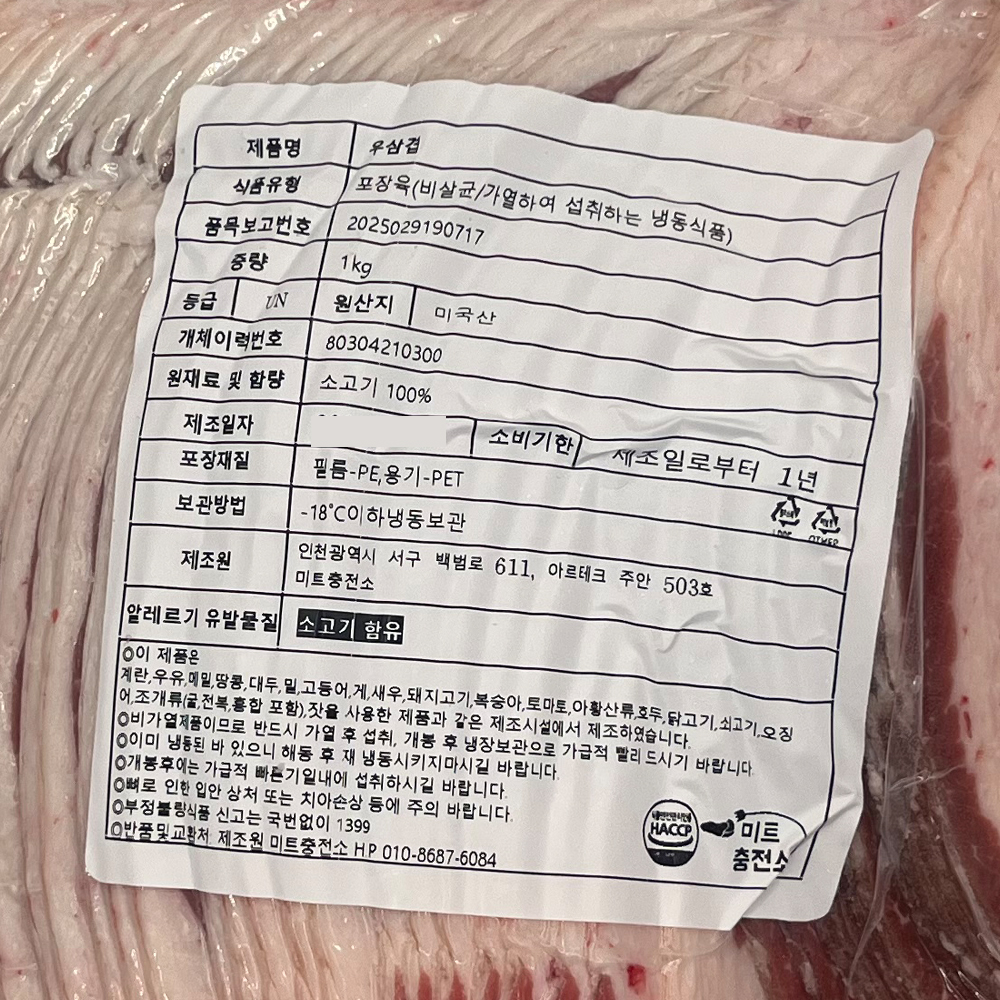 제품명 우삼겹
식품유형 포장육(비살균/가열하여 섭취하는 냉동식품)
품목보고번호 2025029190717
중량 1kg
등급 UN 원산지 미국산
개체이력번호 80304210300
원재료 및 함량 소고기 100%
제조일자 소비기한 제조일로부터 1년
포장재질 필름-PE,용기-PET
보관방법 -18°C이하냉동보관
LDPE OTHER
제조원 인천광역시 서구 백범로 611, 아르테크 주안 503호
미트충전소
알레르기 유발물질 소고기 함유
◎이 제품은
계란,우유,메밀,땅콩,대두,밀,고등어,게,새우,돼지고기,복숭아,토마토,아황산류,호두,닭고기,쇠고기,오징
어,조개류(굴,전복,홍합 포함),잣을 사용한 제품과 같은 제조시설에서 제조하였습니다.
◎비가열제품이므로 반드시 가열 후 섭취, 개봉 후 냉장보관으로 가급적 빨리 드시기 바랍니다.
◎이미 냉동된 바 있으니 해동 후 재 냉동시키지마시길 바랍니다.
◎개봉후에는 가급적 빠른기일내에 섭취하시길 바랍니다.
◎뼈로 인한 입안 상처 또는 치아손상 등에 주의 바랍니다.
◎부정불량식품 신고는 국번없이 1399
◎반품및교환처: 제조원 미트충전소 H.P 010-8687-6084
HACCP
미트
충전소